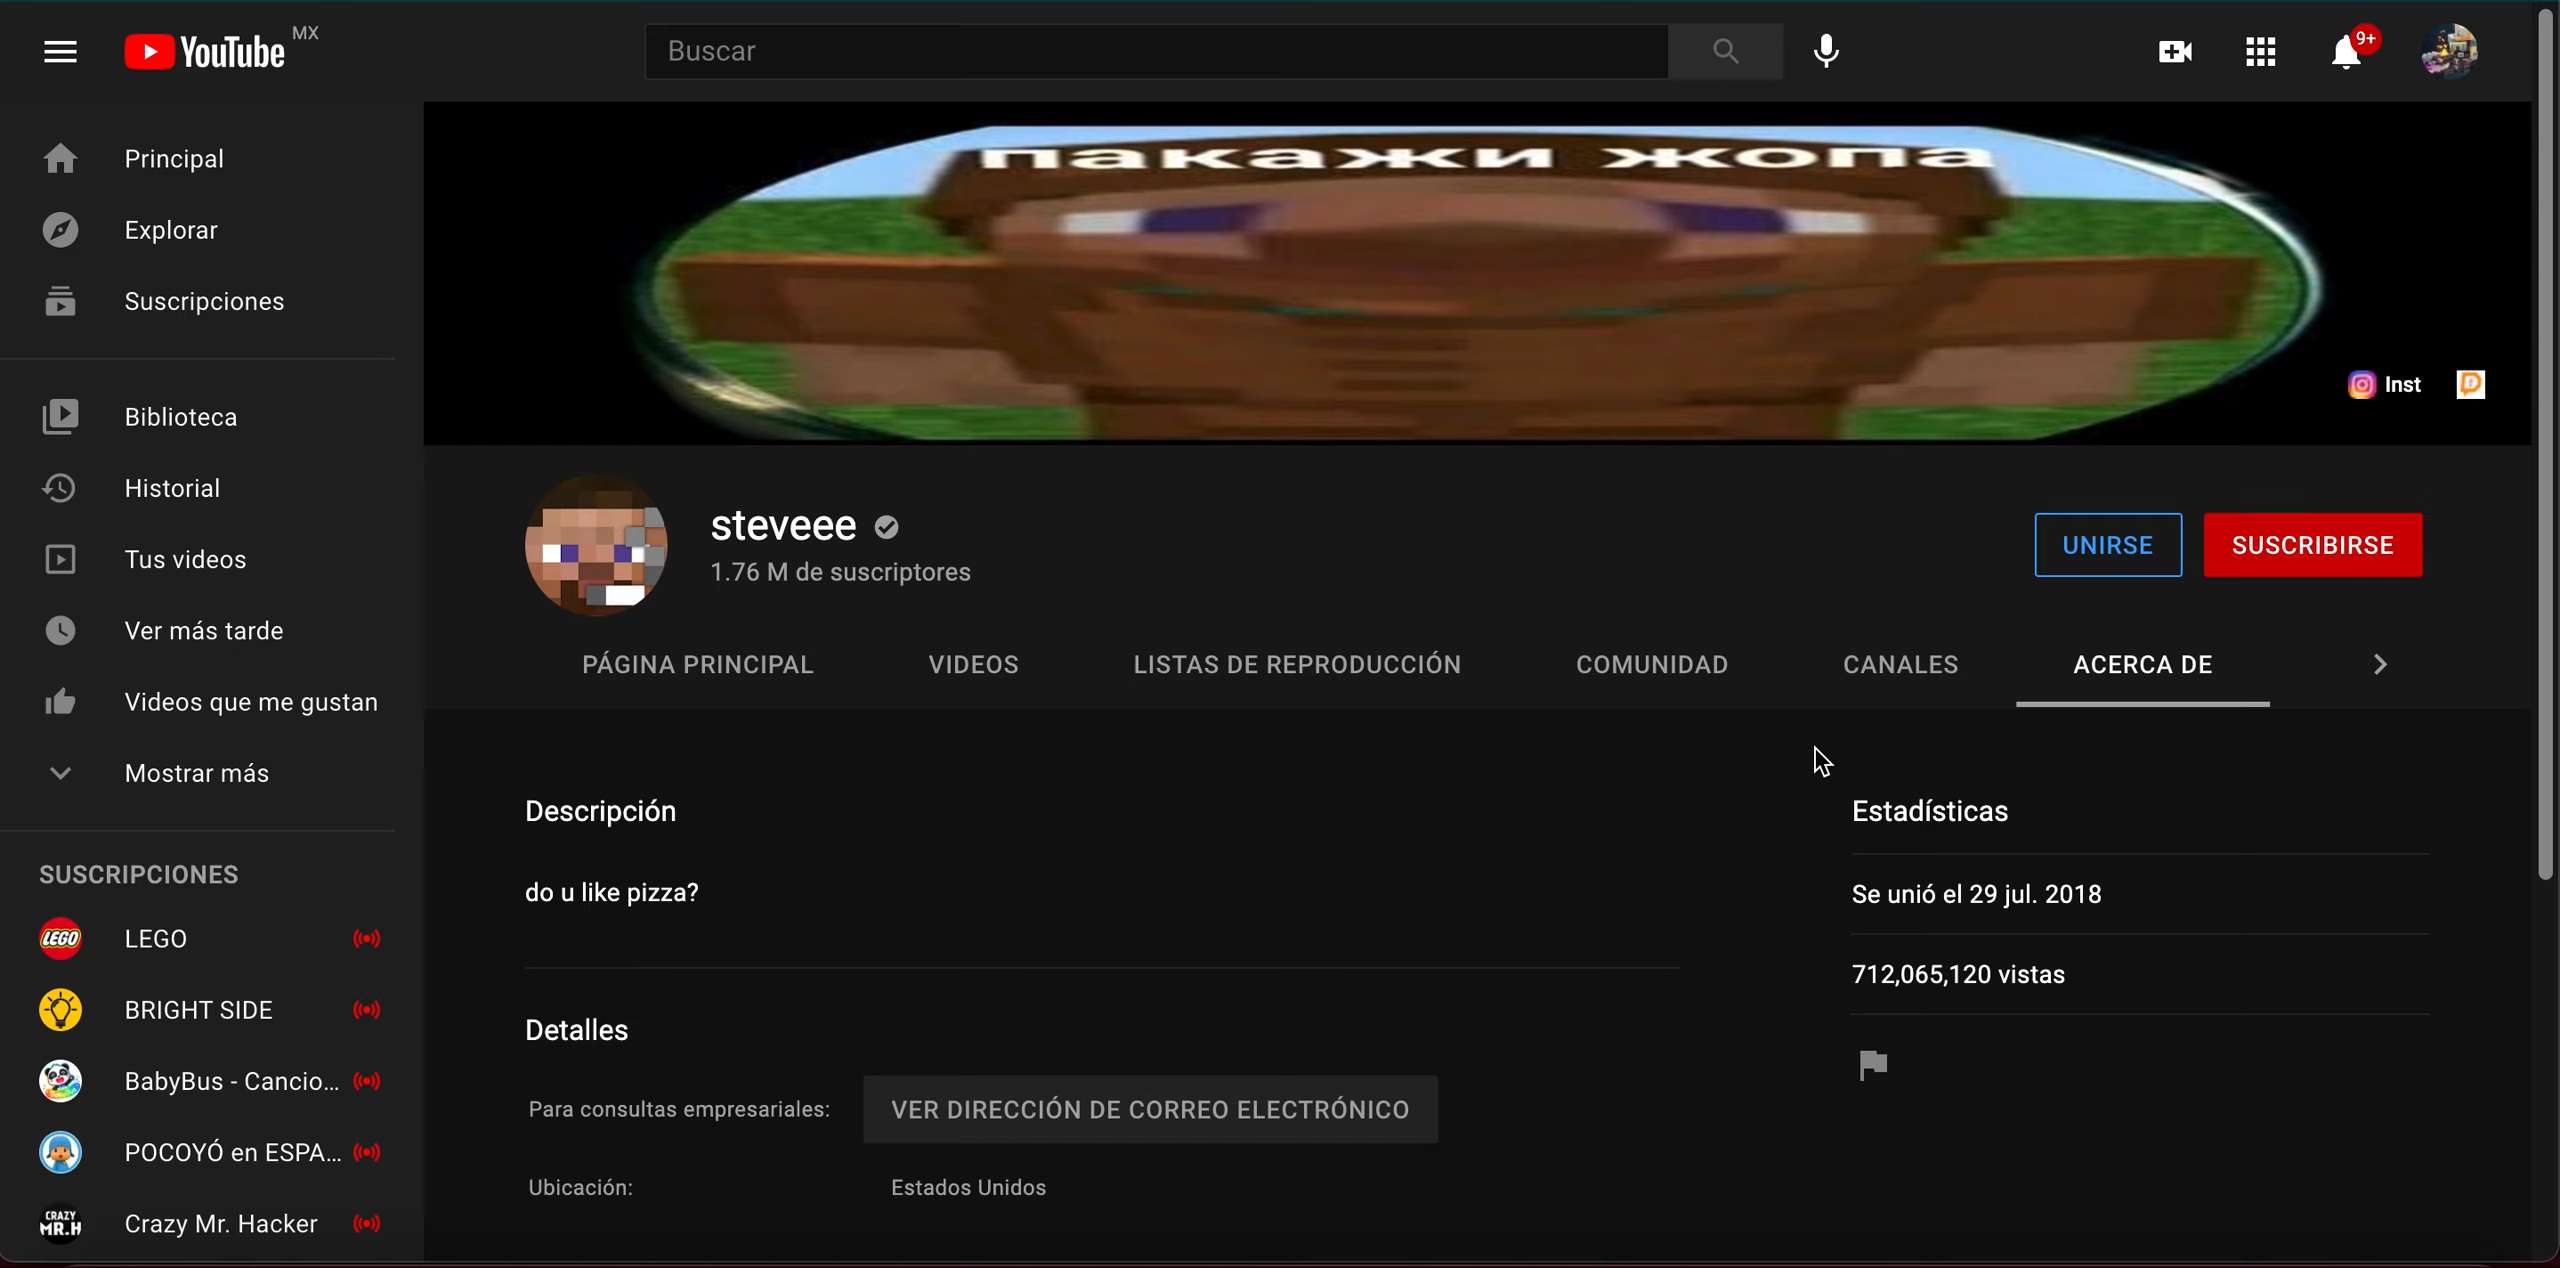 YouTube MX
Buscar
9+
Principal
Explorar
Suscripciones
Biblioteca
Historial
Tus videos
Ver más tarde
Videos que me gustan
Mostrar más
SUSCRIPCIONES
LEGO LEGO
BRIGHT SIDE
BabyBus - Cancio...
POCOYÓ en ESPA...
CRAZY
MR.H
Crazy Mr. Hacker
пакажи жопа
Inst
steveee
1.76 M de suscriptores
UNIRSE
SUSCRIBIRSE
PÁGINA PRINCIPAL
VIDEOS
LISTAS DE REPRODUCCIÓN
COMUNIDAD
CANALES
ACERCA DE
Descripción
do u like pizza?
Detalles
Para consultas empresariales: VER DIRECCIÓN DE CORREO ELECTRÓNICO
Ubicación: Estados Unidos
Estadísticas
Se unió el 29 jul. 2018
712,065,120 vistas